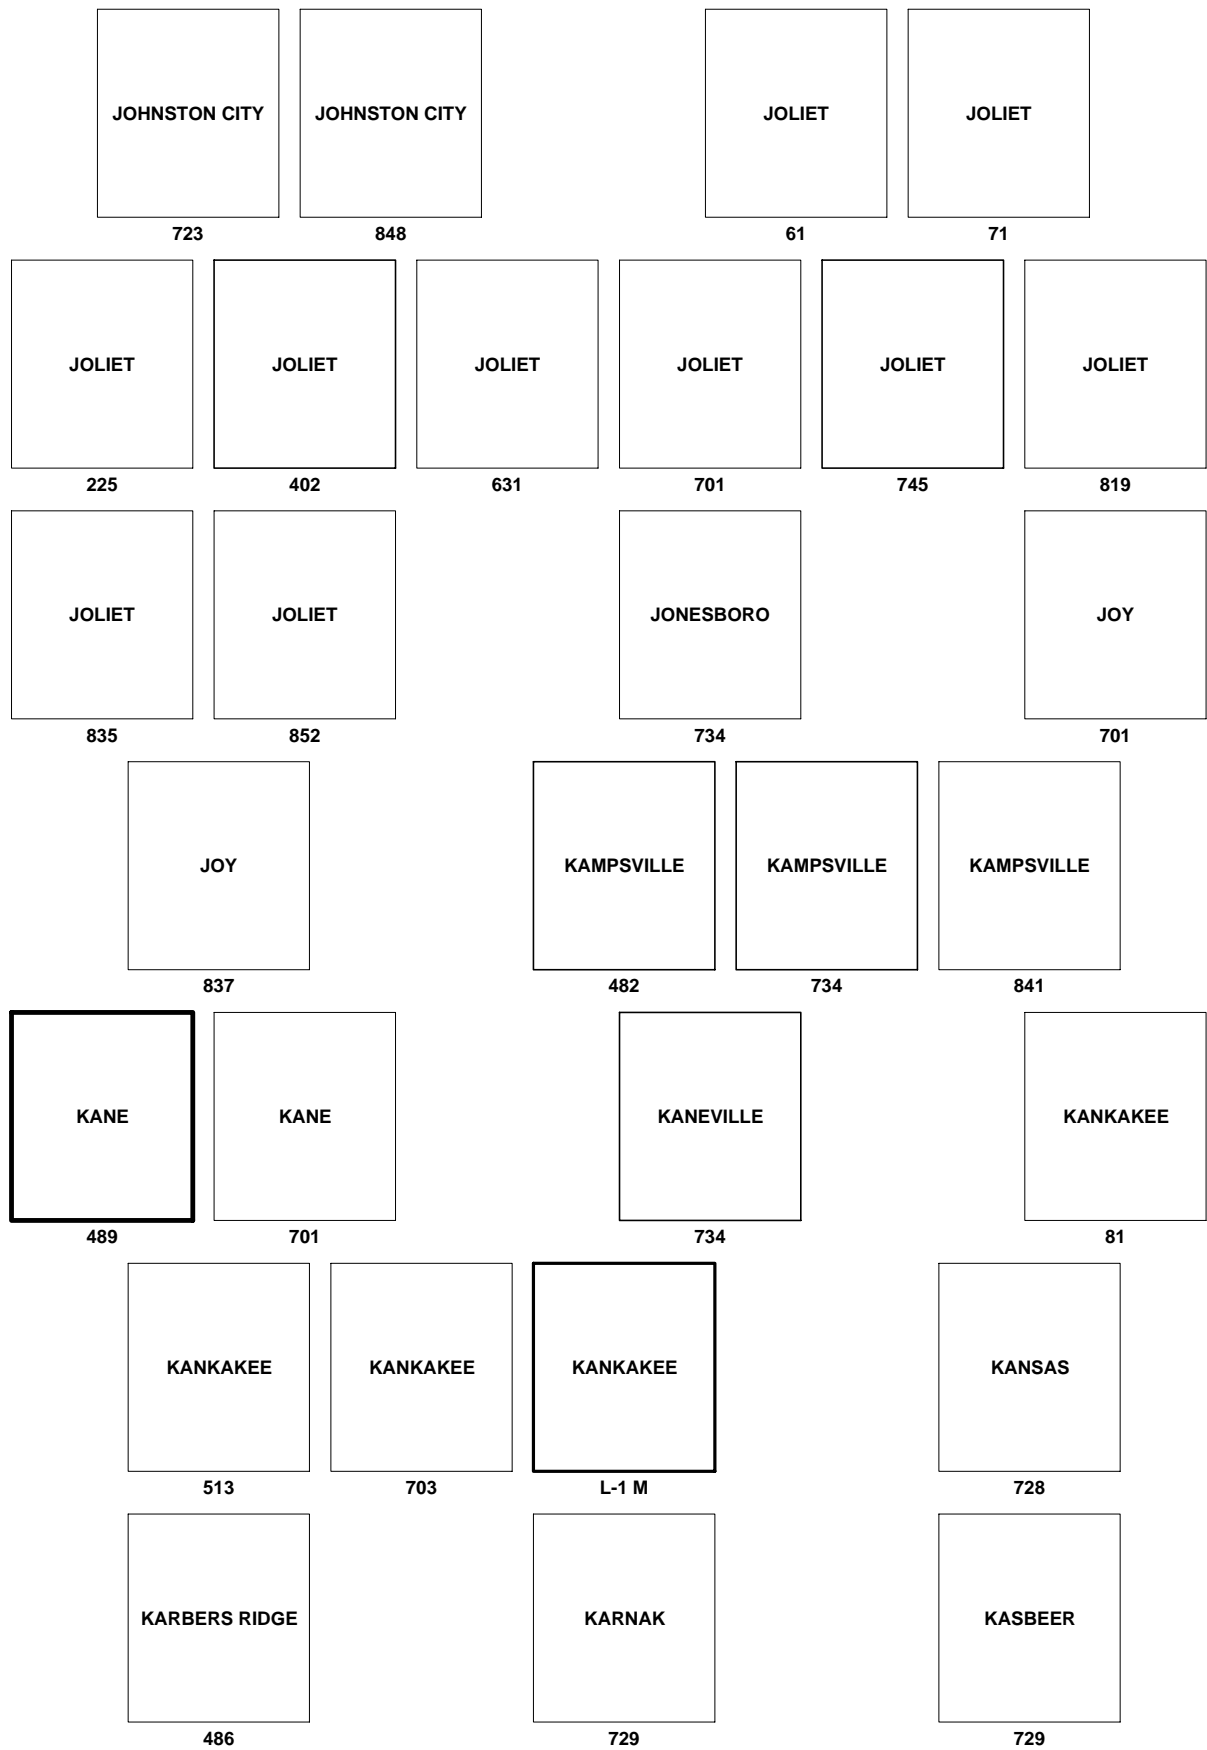 JOHNSTON CITY JOHNSTON CITY JOLIET JOLIET
723 848 61 71
JOLIET JOLIET JOLIET JOLIET JOLIET JOLIET
225 402 631 701 745 819
JOLIET JOLIET JONESBORO JOY
835 852 734 701
JOY KAMPSVILLE KAMPSVILLE KAMPSVILLE
837 482 734 841
KANE KANE KANEVILLE KANKAKEE
489 701 734 81
KANKAKEE KANKAKEE KANKAKEE KANSAS
513 703 L-1 M 728
KARBERS RIDGE KARNAK KASBEER
486 729 729